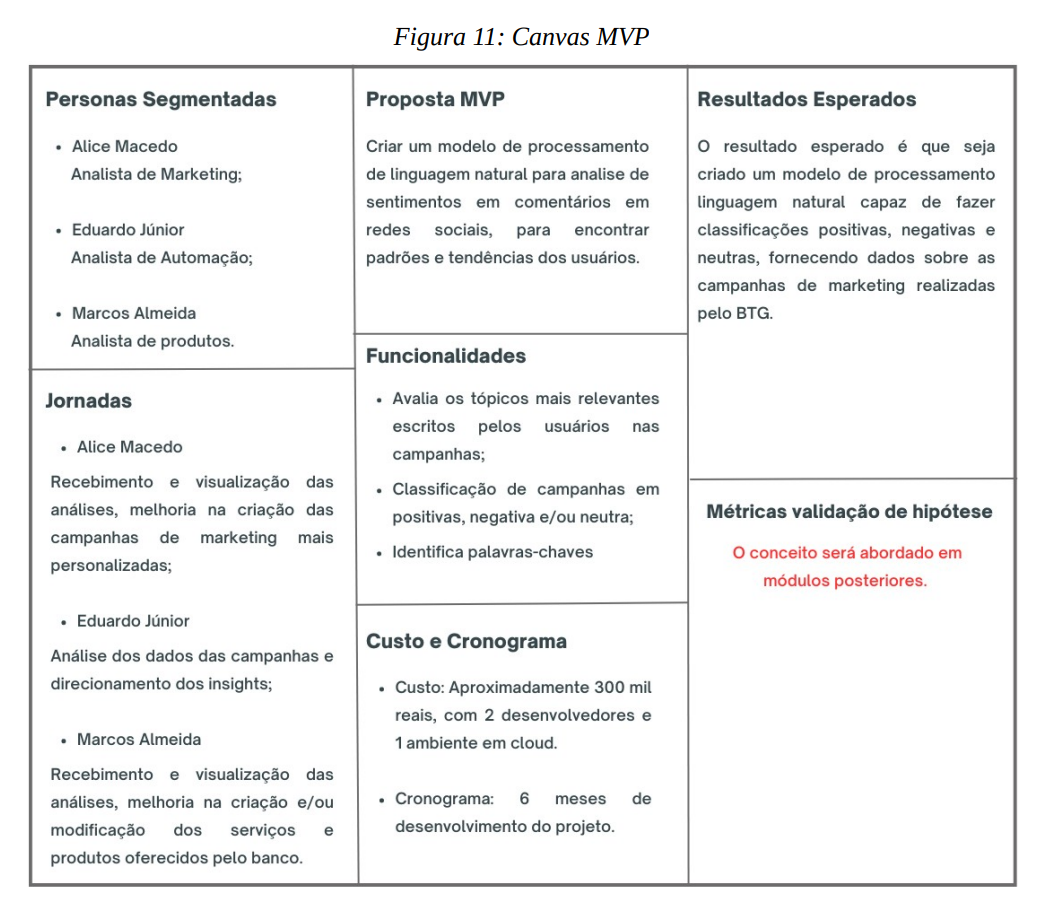 Figura 11: Canvas MVP
Personas Segmentadas
• Alice Macedo
Analista de Marketing;
• Eduardo Júnior
Analista de Automação;
• Marcos Almeida
Analista de produtos.
Jornadas
• Alice Macedo
Recebimento e visualização das
análises, melhoria na criação das
campanhas de marketing mais
personalizadas;
• Eduardo Júnior
Análise dos dados das campanhas e
direcionamento dos insights;
• Marcos Almeida
Recebimento e visualização das
análises, melhoria na criação e/ou
modificação dos serviços e
produtos oferecidos pelo banco.
Proposta MVP
Criar um modelo de processamento
de linguagem natural para analise de
sentimentos em comentários em
redes sociais, para encontrar
padrões e tendências dos usuários.
Funcionalidades
• Avalia os tópicos mais relevantes
escritos pelos usuários nas
campanhas;
• Classificação de campanhas em
positivas, negativa e/ou neutra;
• Identifica palavras-chaves
Custo e Cronograma
• Custo: Aproximadamente 300 mil
reais, com 2 desenvolvedores e
1 ambiente em cloud.
• Cronograma: 6 meses de
desenvolvimento do projeto.
Resultados Esperados
O resultado esperado é que seja
criado um modelo de processamento
linguagem natural capaz de fazer
classificações positivas, negativas e
neutras, fornecendo dados sobre as
campanhas de marketing realizadas
pelo BTG.
Métricas validação de hipótese
O conceito será abordado em
módulos posteriores.